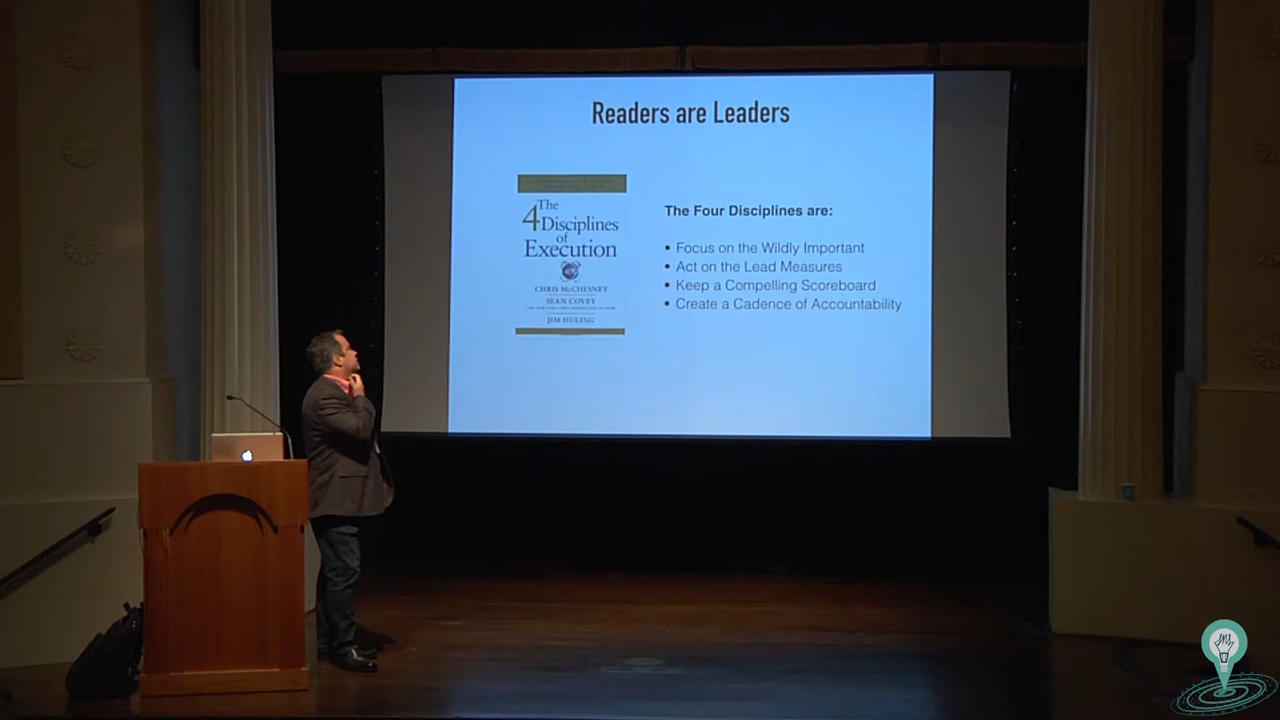 Readers are Leaders
The
4 Disciplines
of
Execution
CHRIS McCHESNEY
SEAN COVEY
JIM HULING
The Four Disciplines are:
• Focus on the Wildly Important
• Act on the Lead Measures
• Keep a Compelling Scoreboard
• Create a Cadence of Accountability